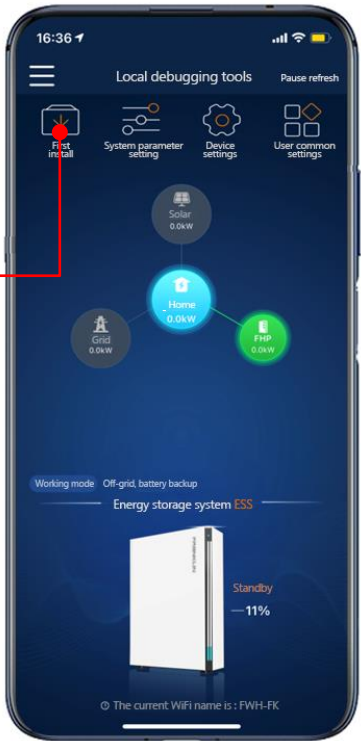 16:36
Local debugging tools
Pause refresh
First
install
System parameter
setting
Device
settings
User common
settings
Solar
0.0kW
Home
0.0kW
Grid
0.0kW
FHP
0.0kW
Working mode Off-grid, battery backup
Energy storage system ESS
Standby
11%
The current WiFi name is : FWH-FK